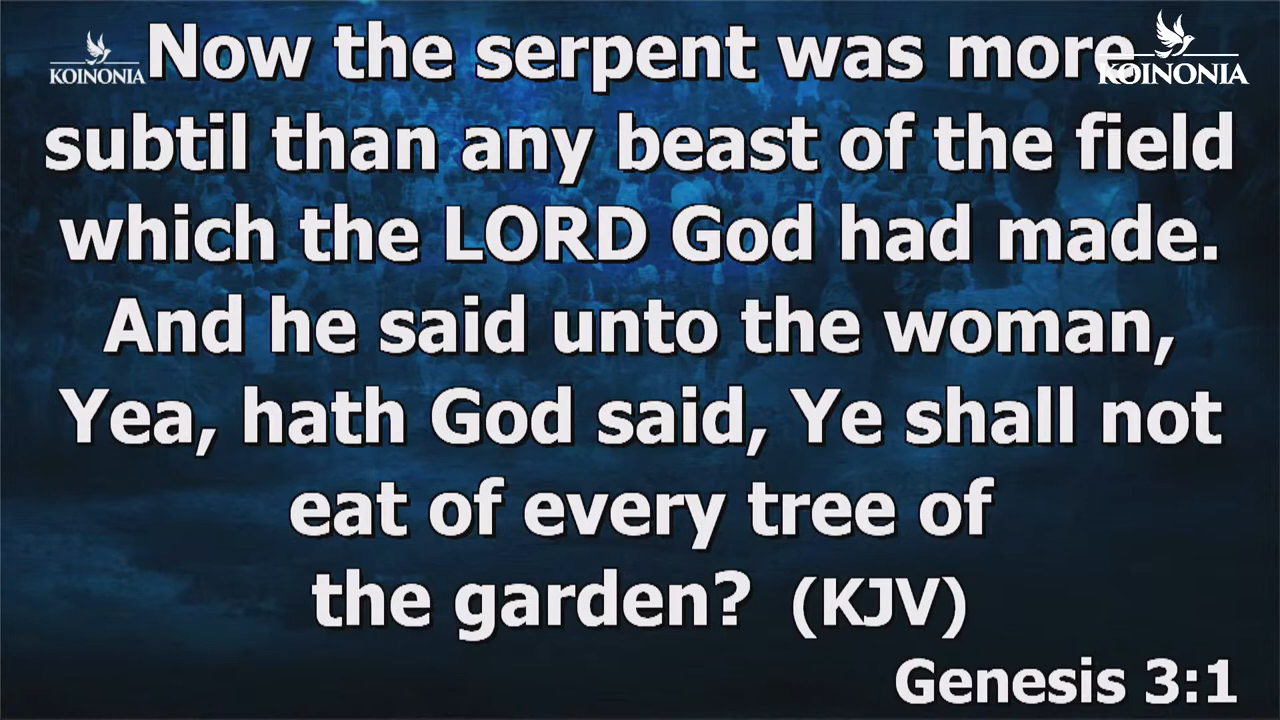 KOINONIA
KOINONIA
Now the serpent was more
subtil than any beast of the field
which the LORD God had made.
And he said unto the woman,
Yea, hath God said, Ye shall not
eat of every tree of
the garden? (KJV)
Genesis 3:1